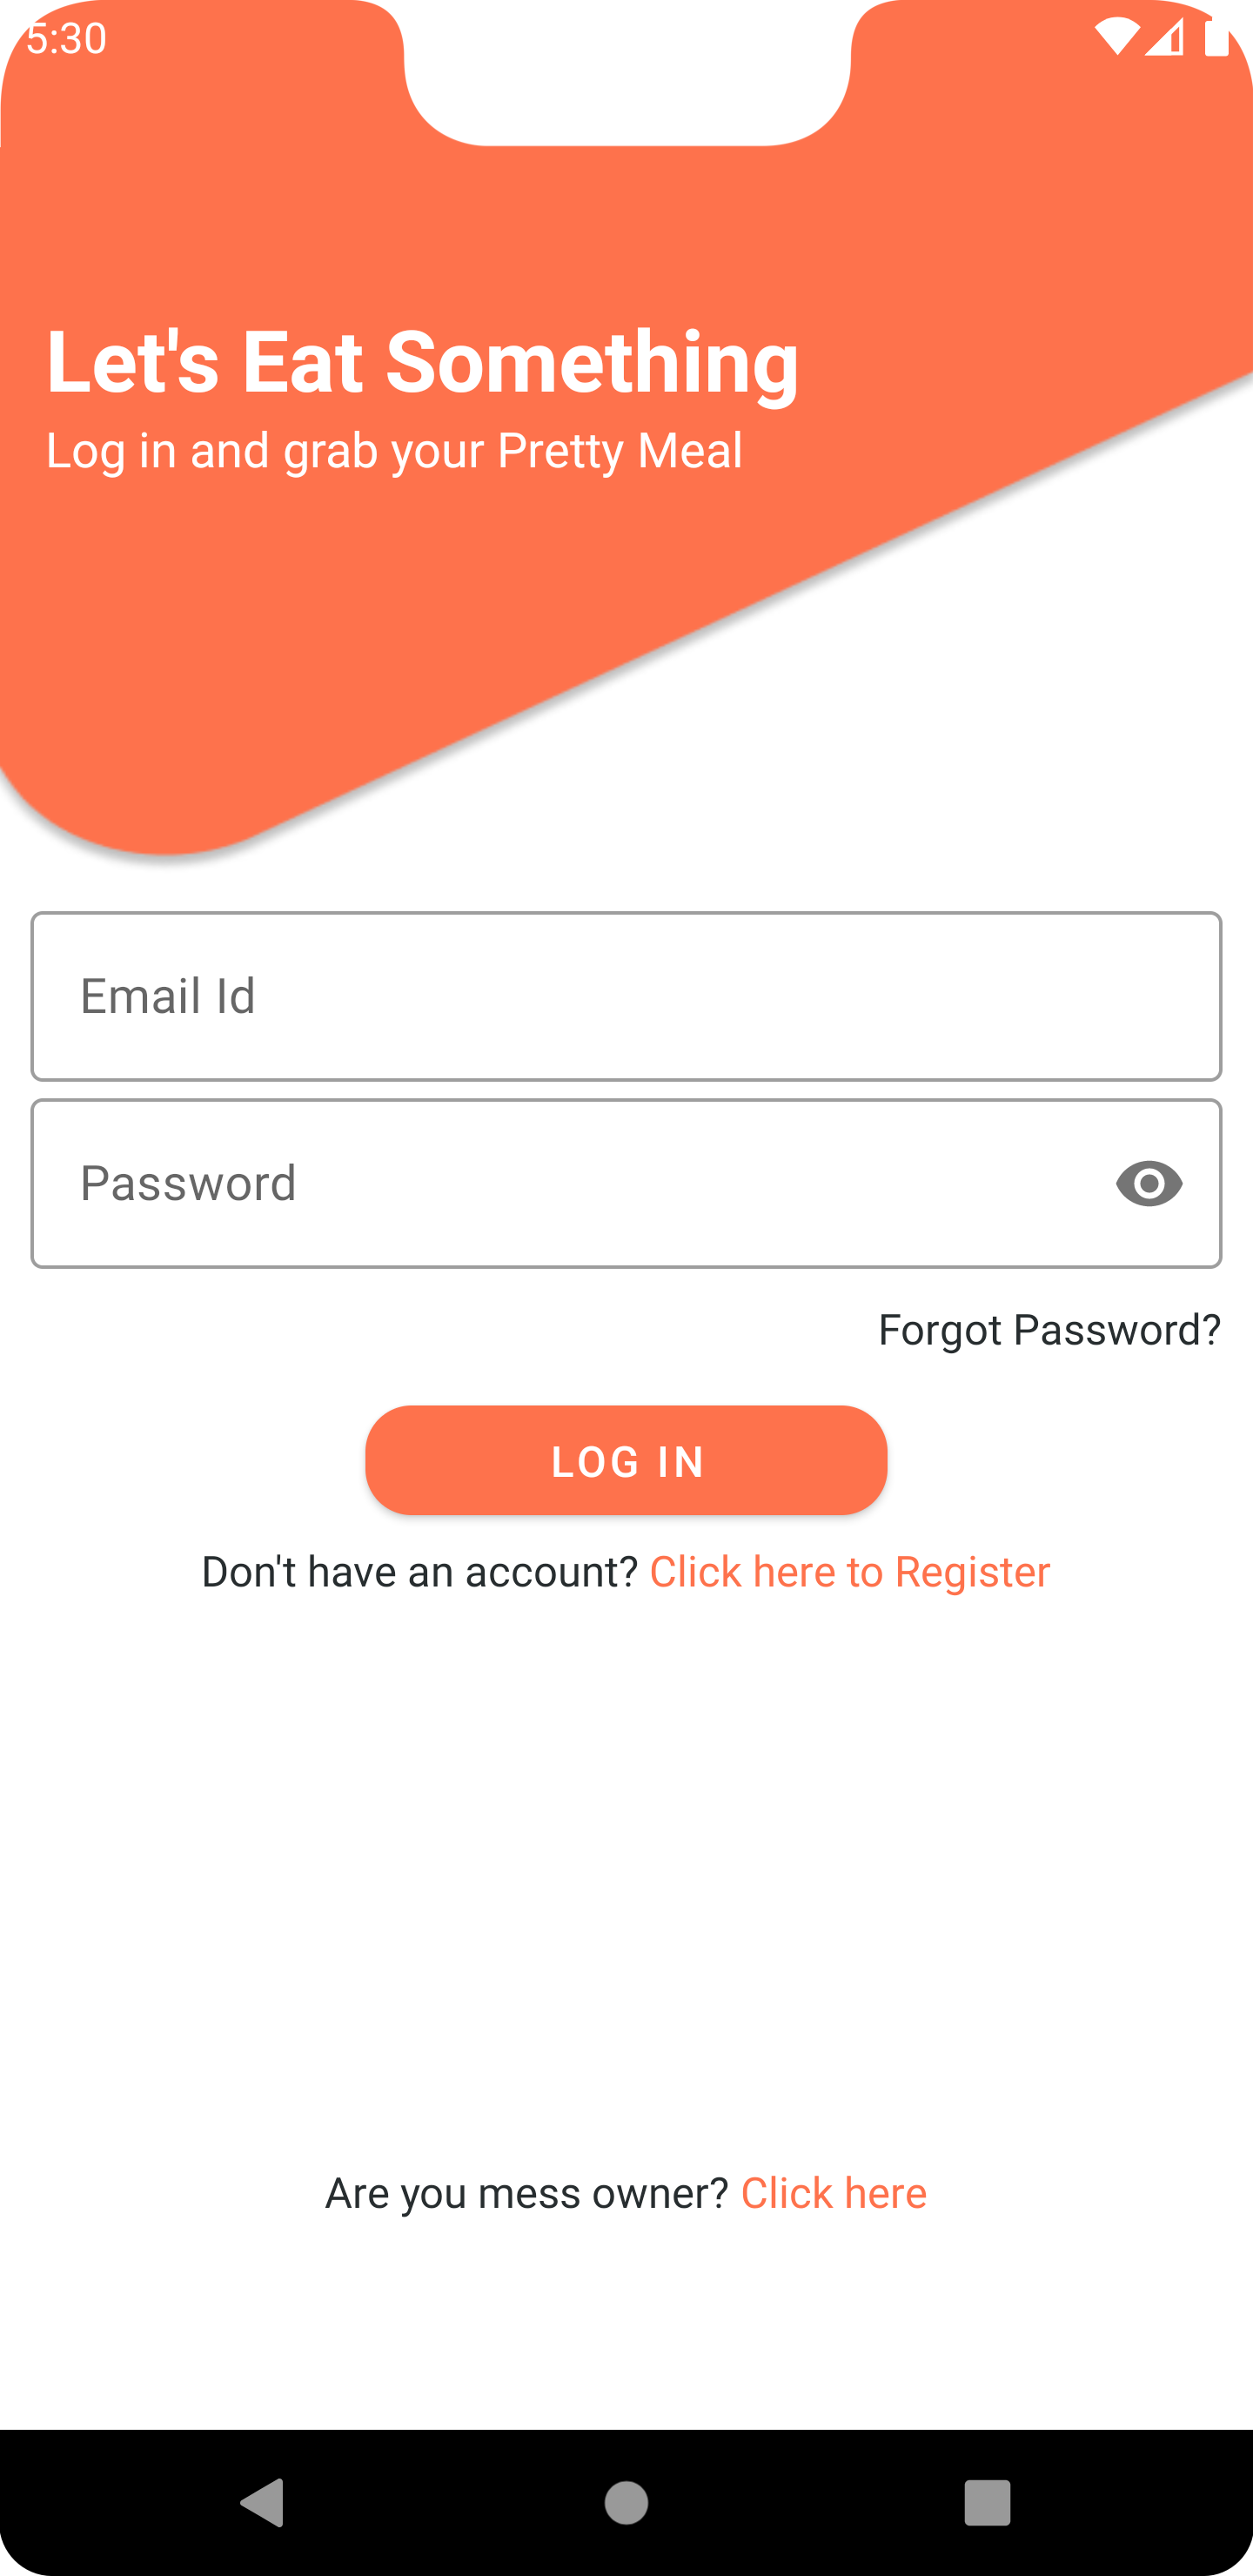 5:30
Let's Eat Something
Log in and grab your Pretty Meal
Email Id
Password
Forgot Password?
LOG IN
Don't have an account? Click here to Register
Are you mess owner? Click here